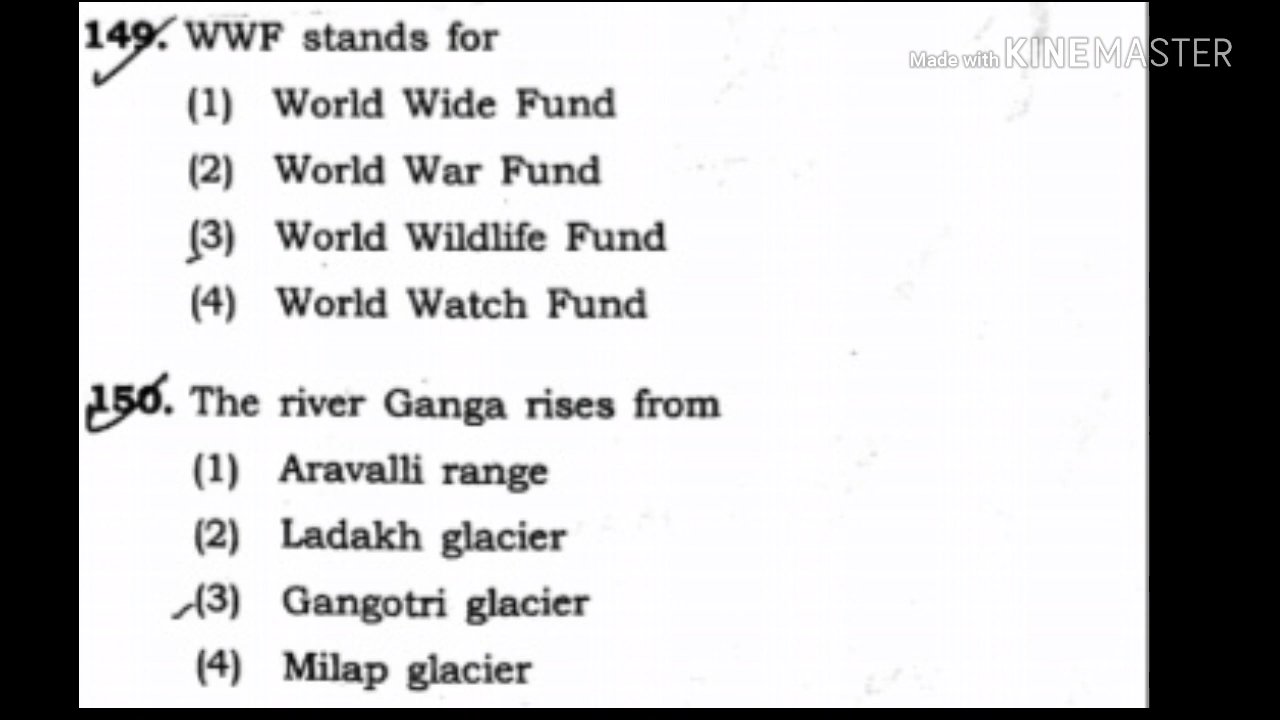 149. WWF stands for
Made with KINEMASTER
(1) World Wide Fund
(2) World War Fund
(3) World Wildlife Fund
(4) World Watch Fund
150. The river Ganga rises from
(1) Aravalli range
(2) Ladakh glacier
(3) Gangotri glacier
(4) Milap glacier